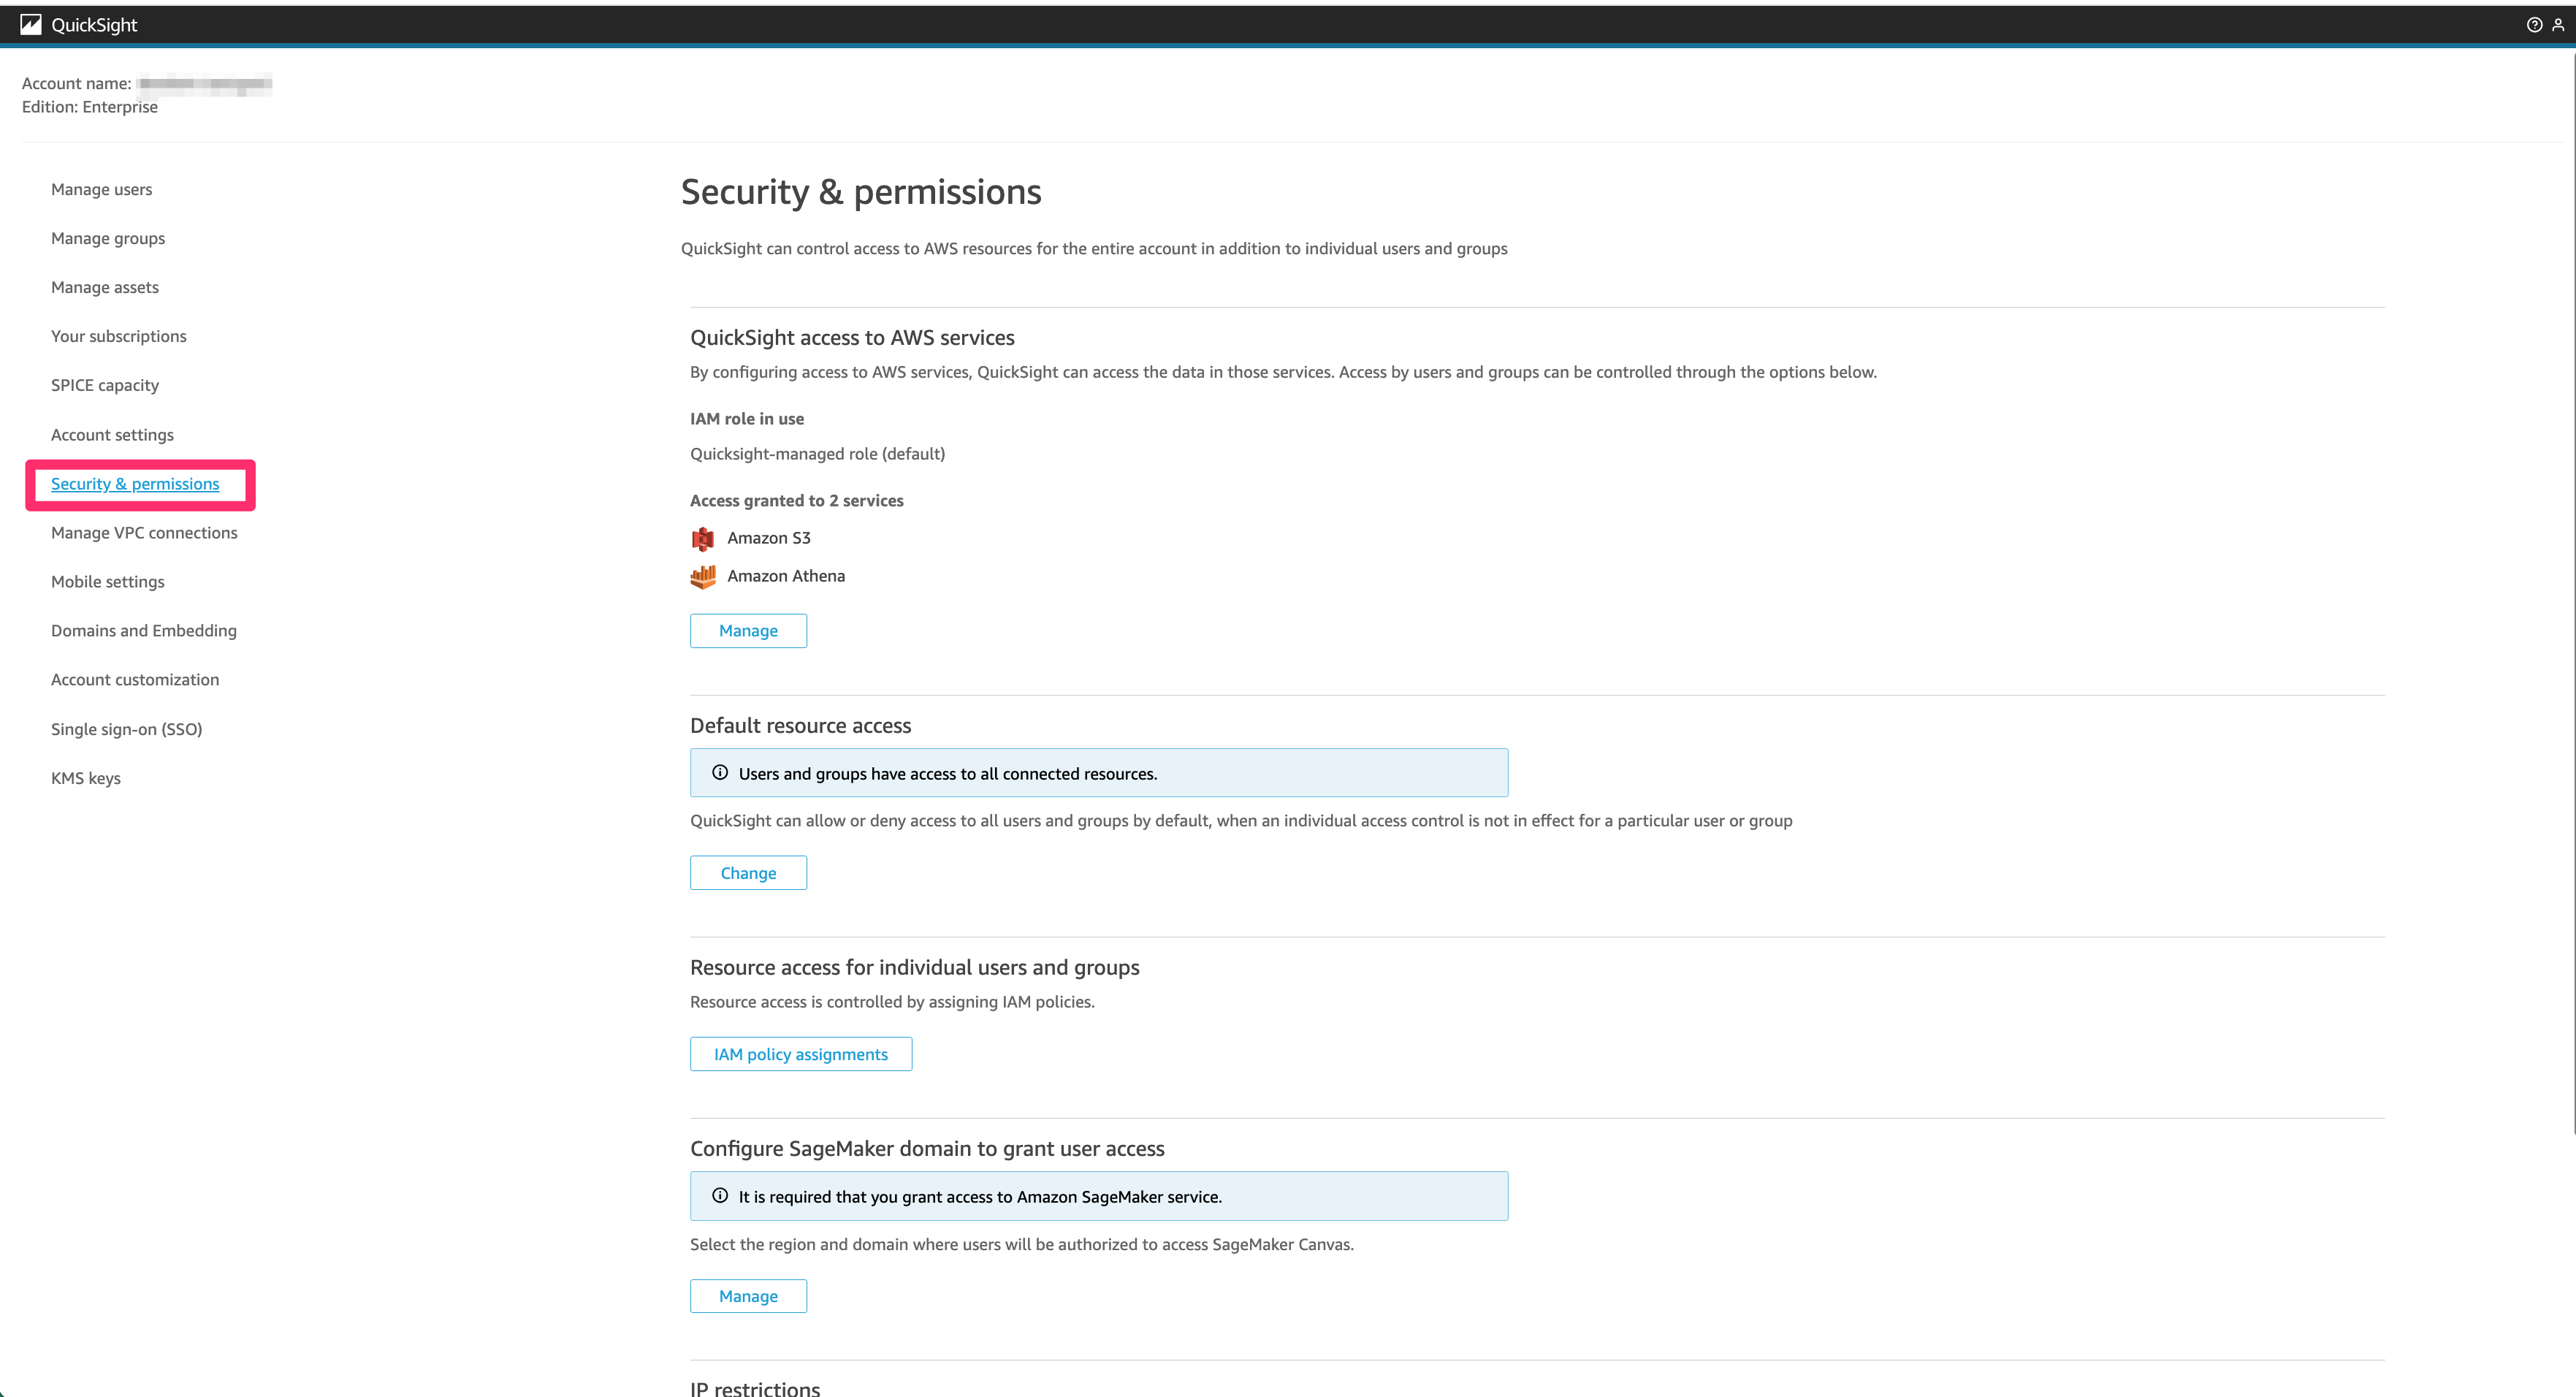 QuickSight
Account name:
Edition: Enterprise
Manage users
Manage groups
Manage assets
Your subscriptions
SPICE capacity
Account settings
Security & permissions
Manage VPC connections
Mobile settings
Domains and Embedding
Account customization
Single sign-on (SSO)
KMS keys
Security & permissions
QuickSight can control access to AWS resources for the entire account in addition to individual users and groups
QuickSight access to AWS services
By configuring access to AWS services, QuickSight can access the data in those services. Access by users and groups can be controlled through the options below.
IAM role in use
Quicksight-managed role (default)
Access granted to 2 services
Amazon S3
Amazon Athena
Manage
Default resource access
Users and groups have access to all connected resources.
QuickSight can allow or deny access to all users and groups by default, when an individual access control is not in effect for a particular user or group
Change
Resource access for individual users and groups
Resource access is controlled by assigning IAM policies.
IAM policy assignments
Configure SageMaker domain to grant user access
It is required that you grant access to Amazon SageMaker service.
Select the region and domain where users will be authorized to access SageMaker Canvas.
Manage
IP restrictions